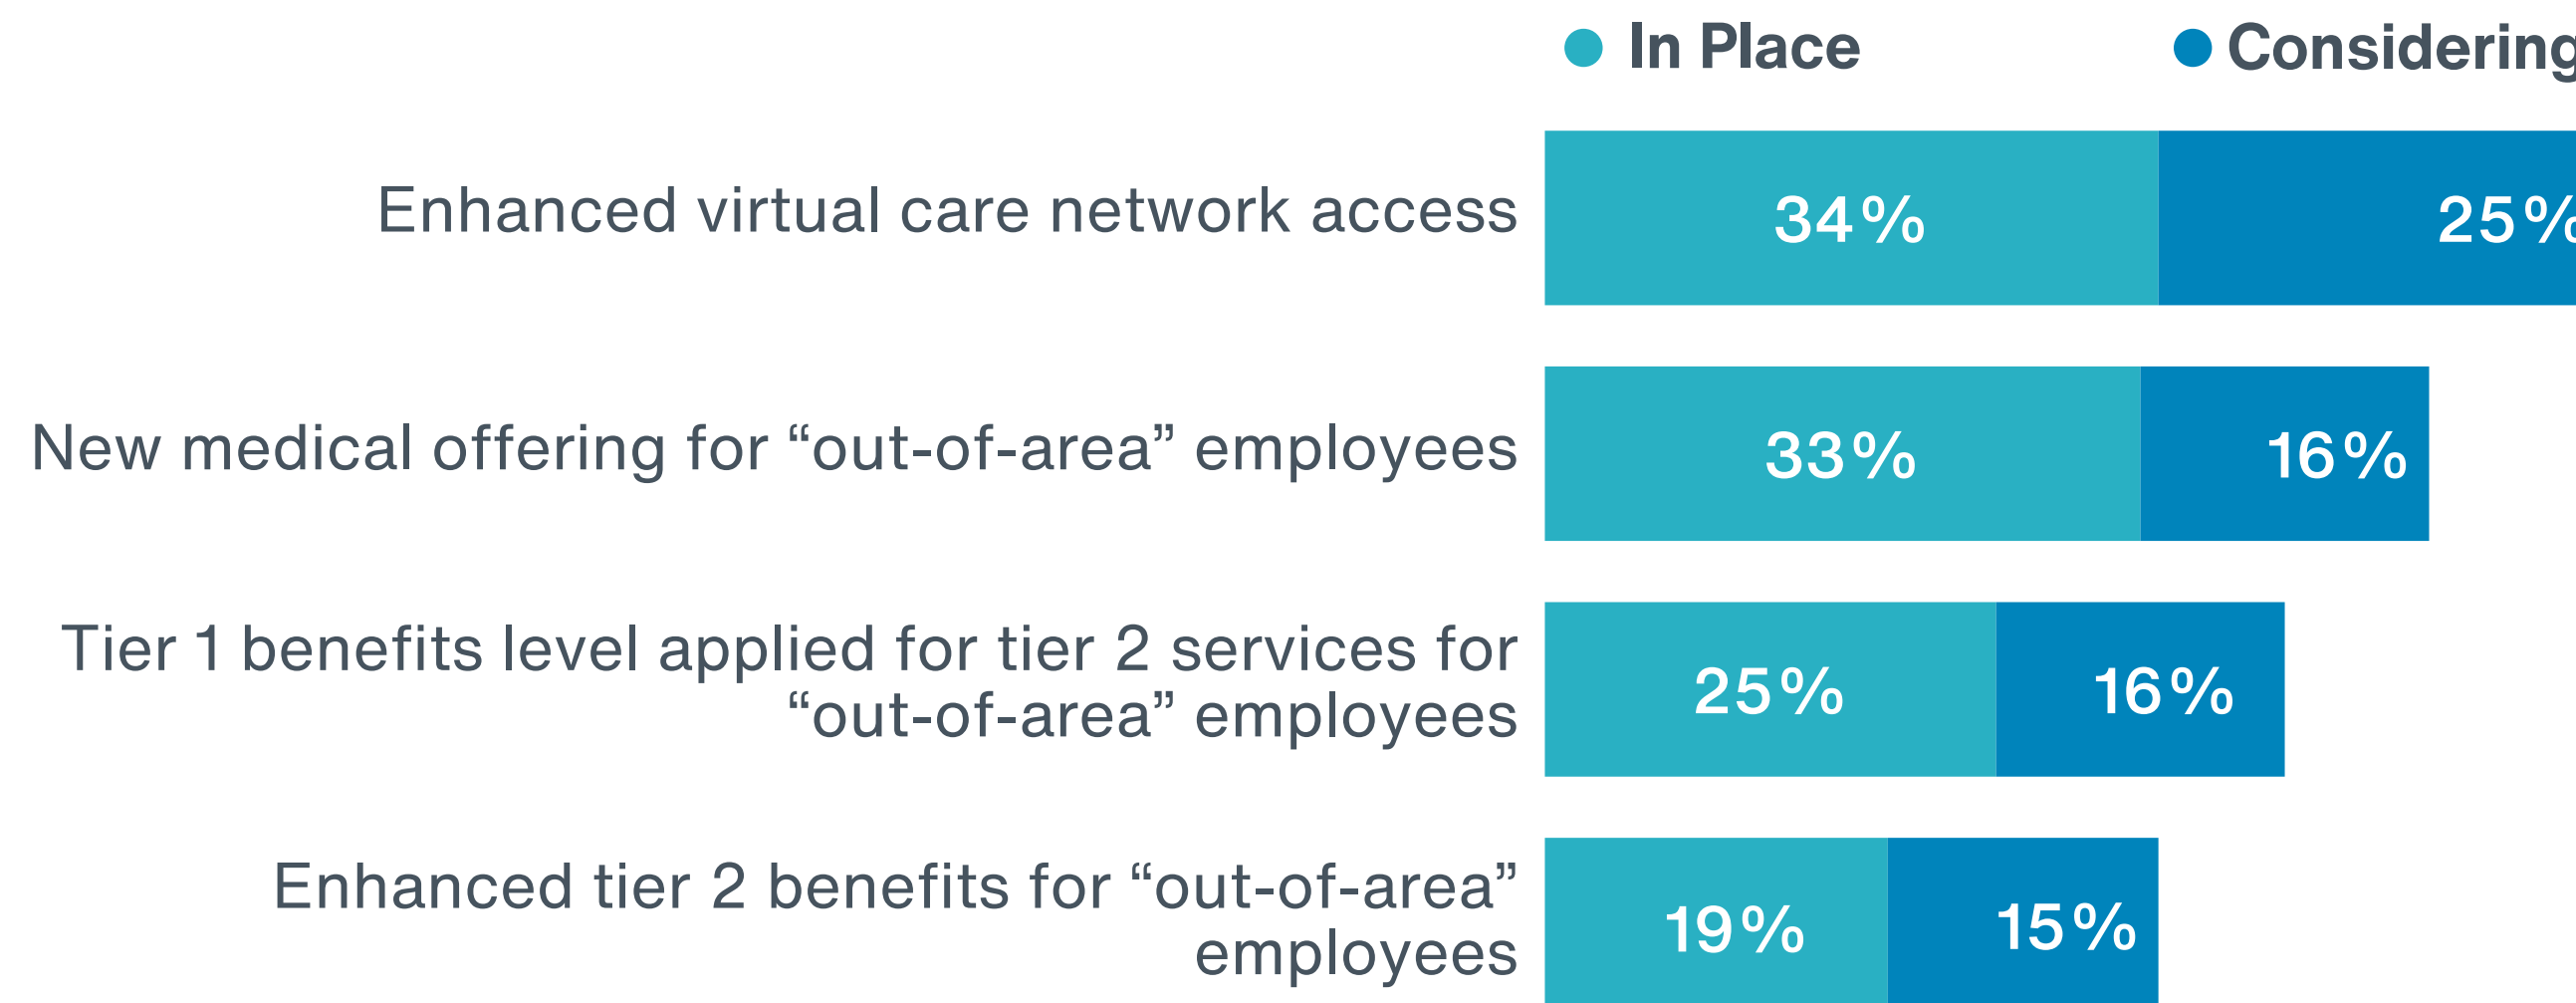 In Place Considering
Enhanced virtual care network access 34% 25%
New medical offering for “out-of-area” employees 33% 16%
Tier 1 benefits level applied for tier 2 services for
“out-of-area” employees 25% 16%
Enhanced tier 2 benefits for “out-of-area”
employees 19% 15%